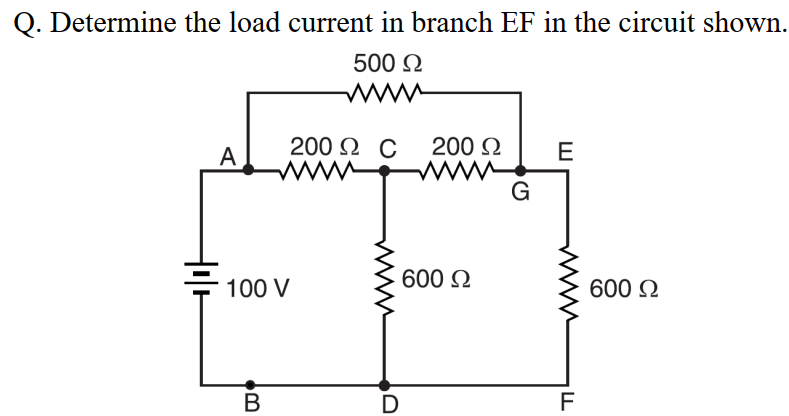 Q. Determine the load current in branch EF in the circuit shown.
500 Ω
A
200 Ω
C
200 Ω
E
G
100 V
600 Ω
600 Ω
B
D
F